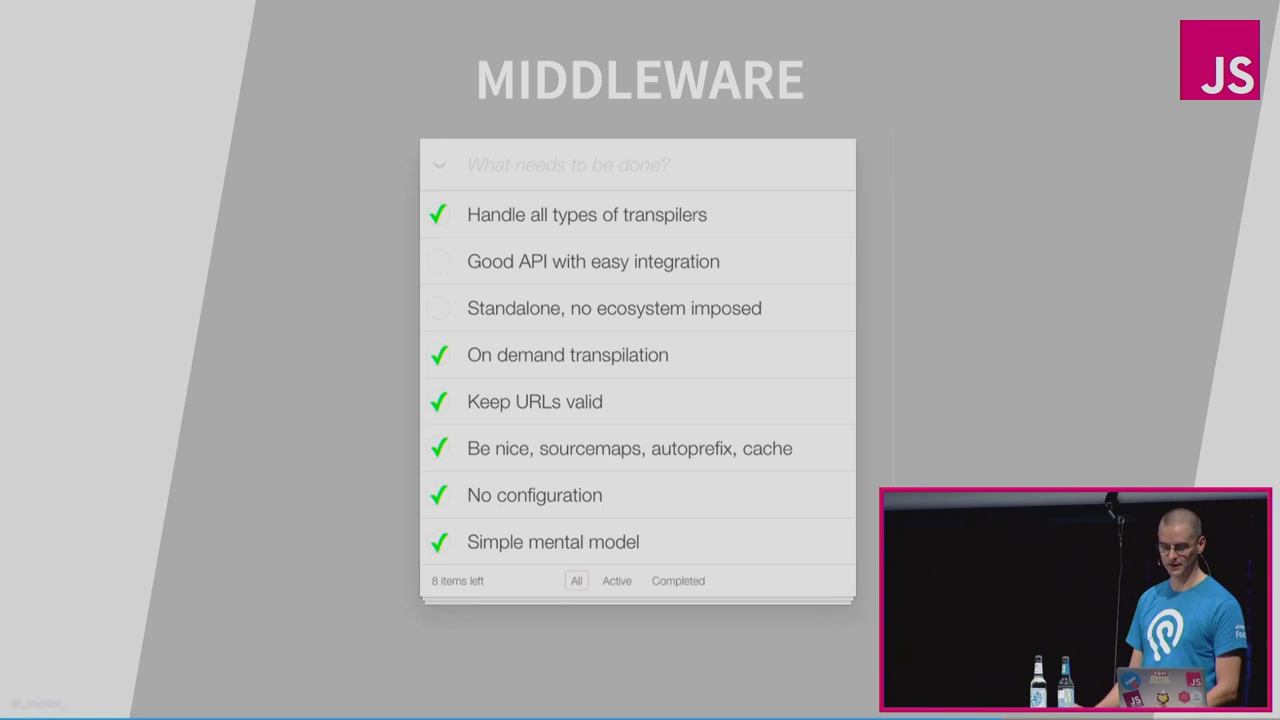 MIDDLEWARE
JS
What needs to be done?
Handle all types of transpilers
Good API with easy integration
Standalone, no ecosystem imposed
On demand transpilation
Keep URLs valid
Be nice, sourcemaps, autoprefix, cache
No configuration
Simple mental model
8 items left All Active Completed
JS
JS